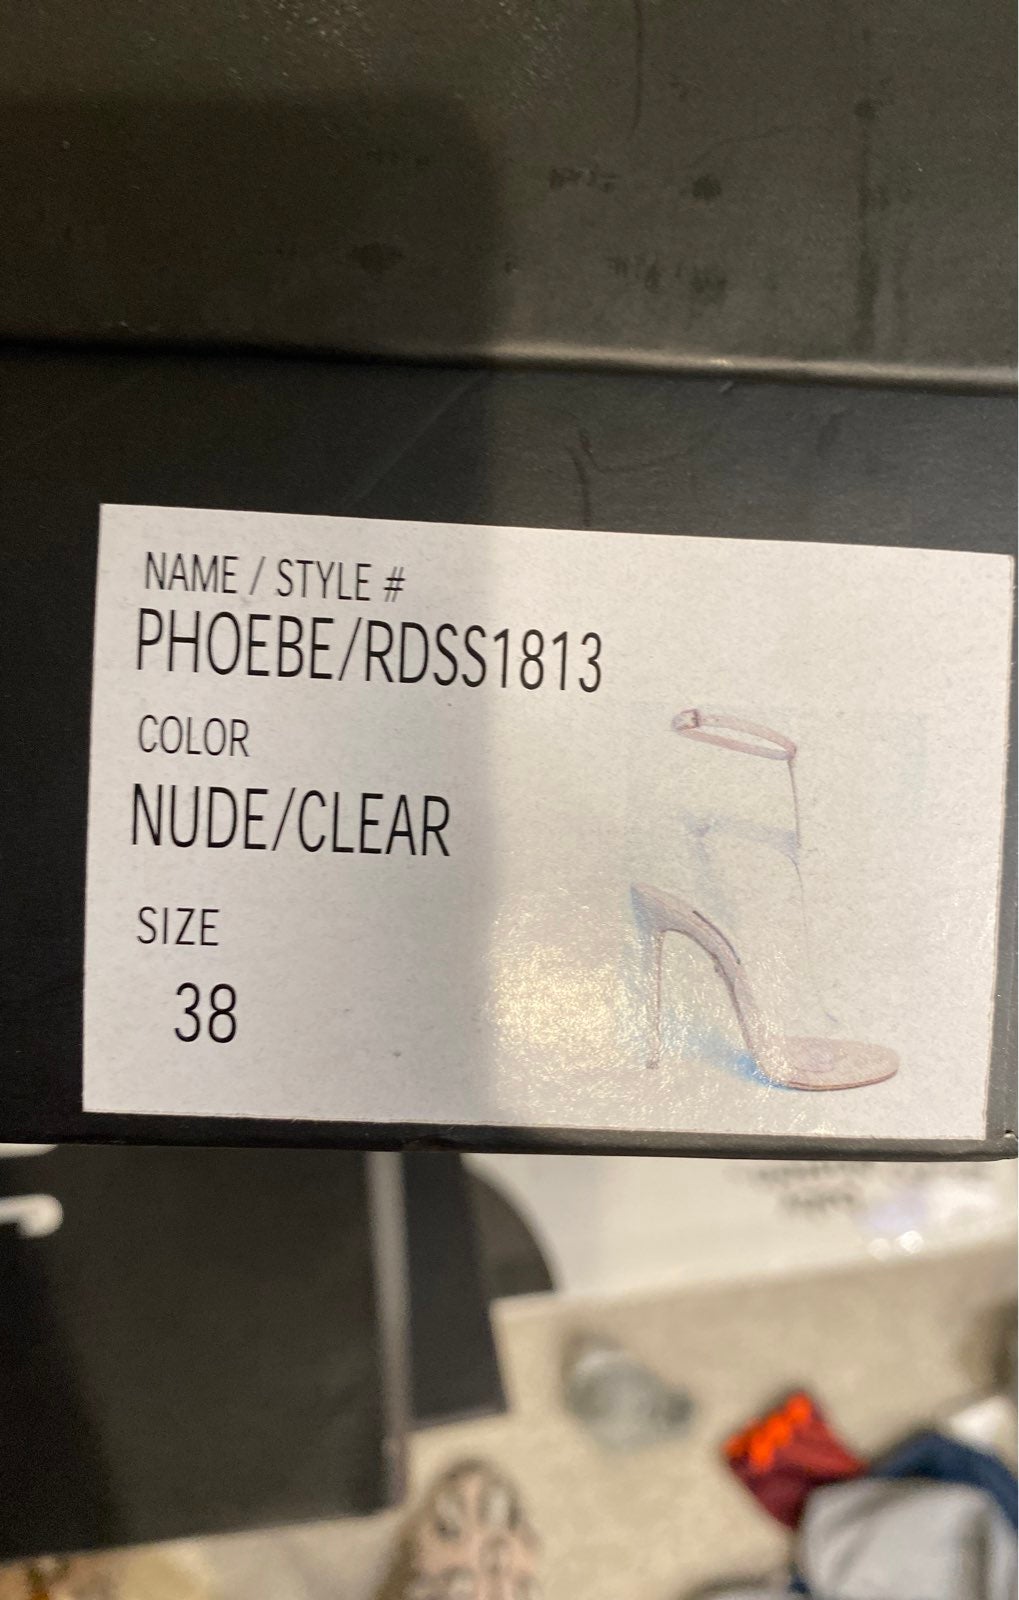 NAME / STYLE #
PHOEBE/RDSS1813
COLOR
NUDE/CLEAR
SIZE
38